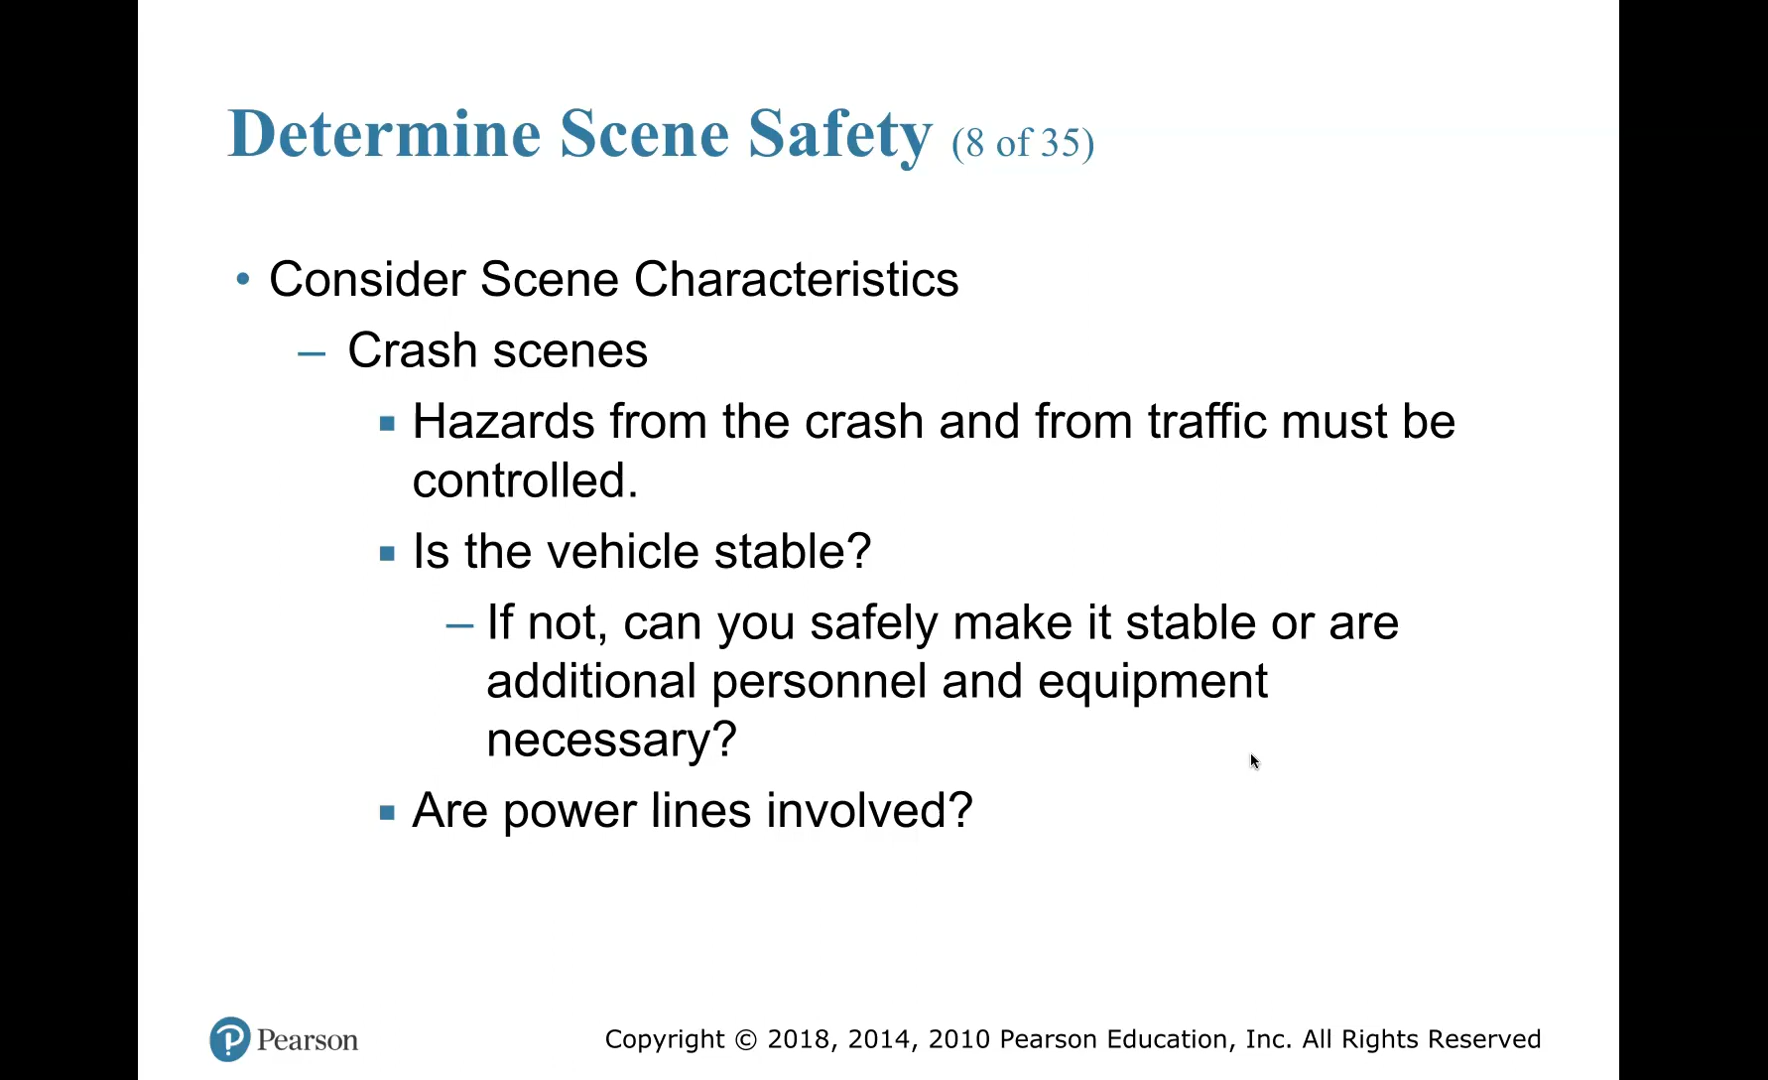 Determine Scene Safety (8 of 35)
• Consider Scene Characteristics
– Crash scenes
▪ Hazards from the crash and from traffic must be
controlled.
▪ Is the vehicle stable?
– If not, can you safely make it stable or are
additional personnel and equipment
necessary?
▪ Are power lines involved?
P Pearson
Copyright © 2018, 2014, 2010 Pearson Education, Inc. All Rights Reserved